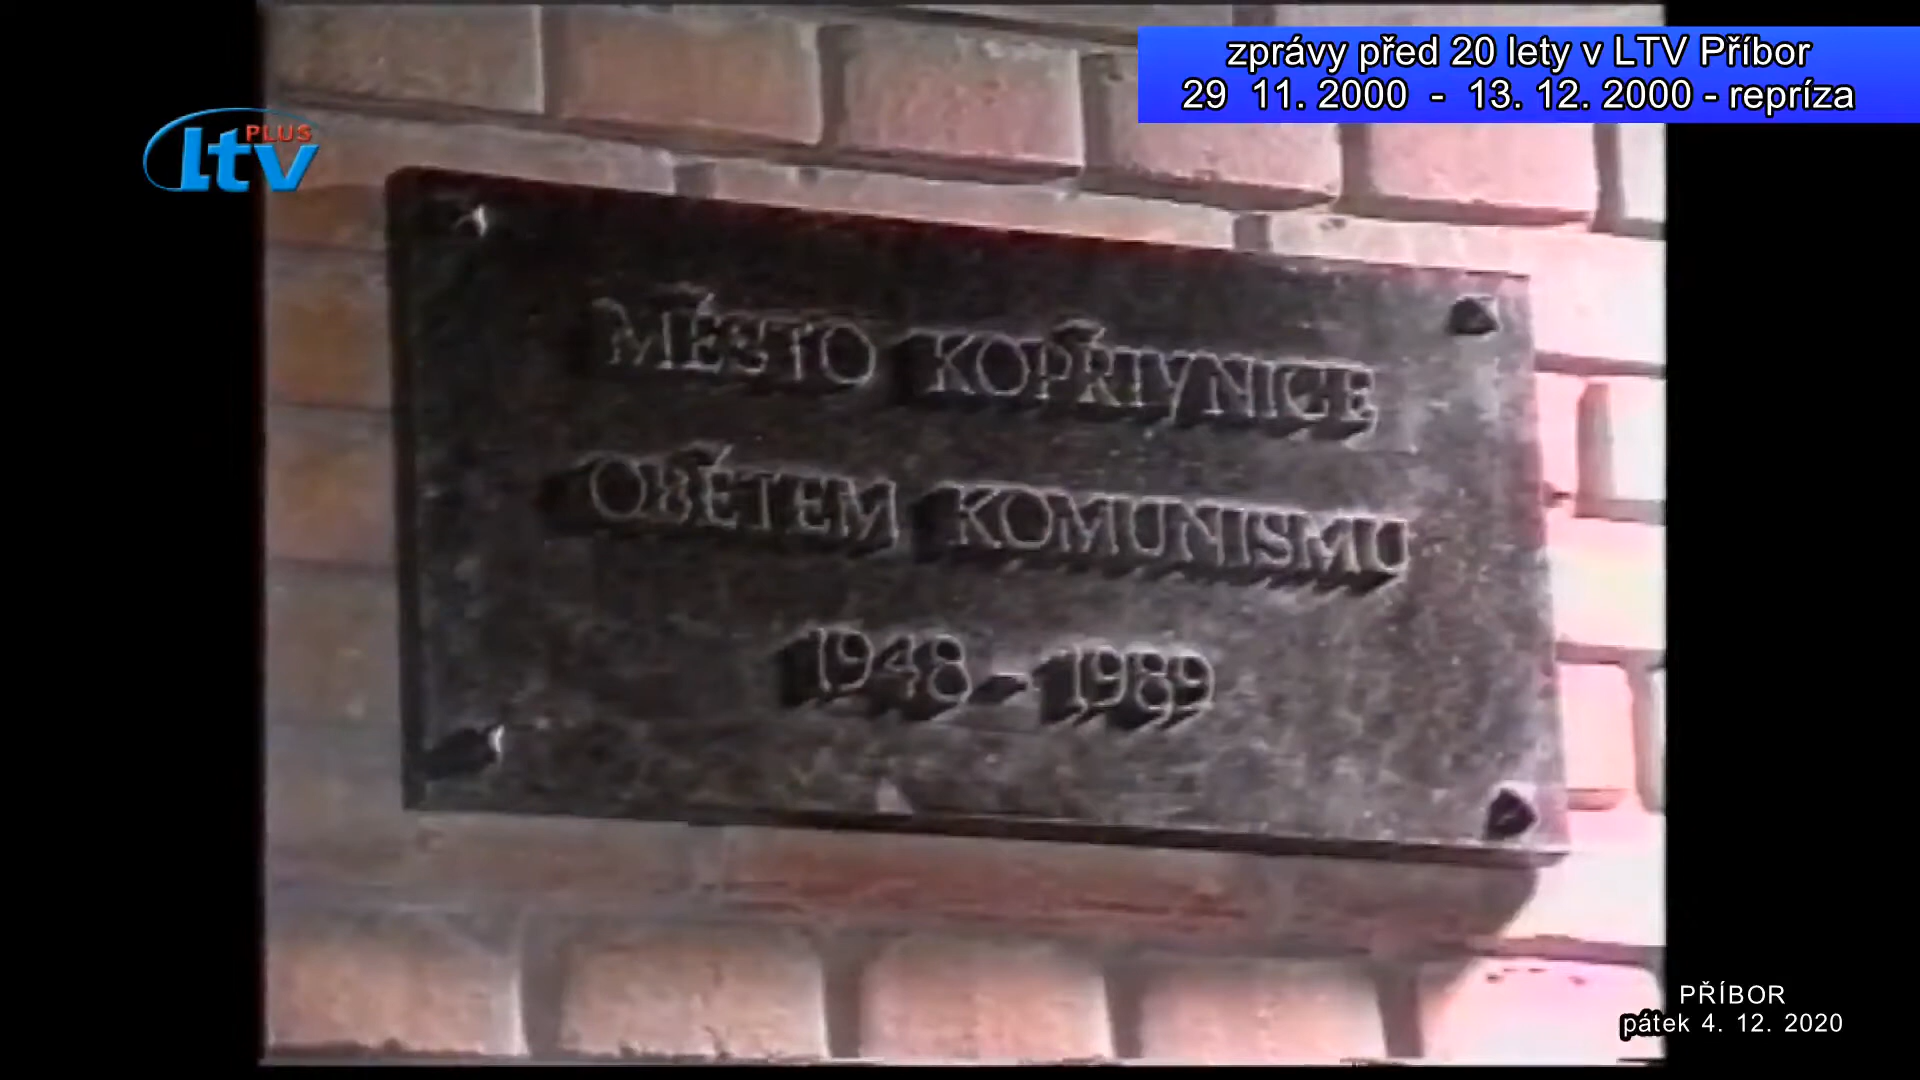 zprávy před 20 lety v LTV Příbor
29 11. 2000 - 13. 12. 2000 - repríza
ltv PLUS
MĚSTO KOPŘIVNICE
OBĚTEM KOMUNISMU
1948 - 1989
PŘÍBOR
pátek 4. 12. 2020